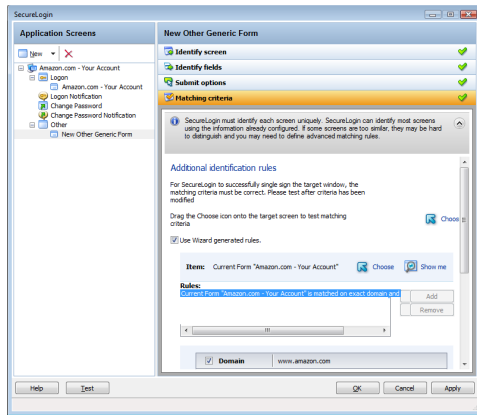 SecureLogin
Application Screens
New
Amazon.com - Your Account
Logon
Amazon.com - Your Account
Logon Notification
Change Password
Change Password Notification
Other
New Other Generic Form
New Other Generic Form
Identify screen
Identify fields
Submit options
Matching criteria
SecureLogin must identify each screen uniquely. SecureLogin can identify most screens
using the information already configured. If some screens are too similar, they may be hard
to distinguish and you may need to define advanced matching rules.
Additional identification rules
For SecureLogin to successfully single sign the target window, the
matching criteria must be correct. Please test after criteria has been
modified
Drag the Choose icon onto the target screen to test matching
criteria
Choos
Use Wizard generated rules.
Item: Current Form "Amazon.com - Your Account" Choose Show me
Rules:
Current Form "Amazon.com - Your Account" is matched on exact domain and
Add
Remove
Domain www.amazon.com
Help Test OK Cancel Apply